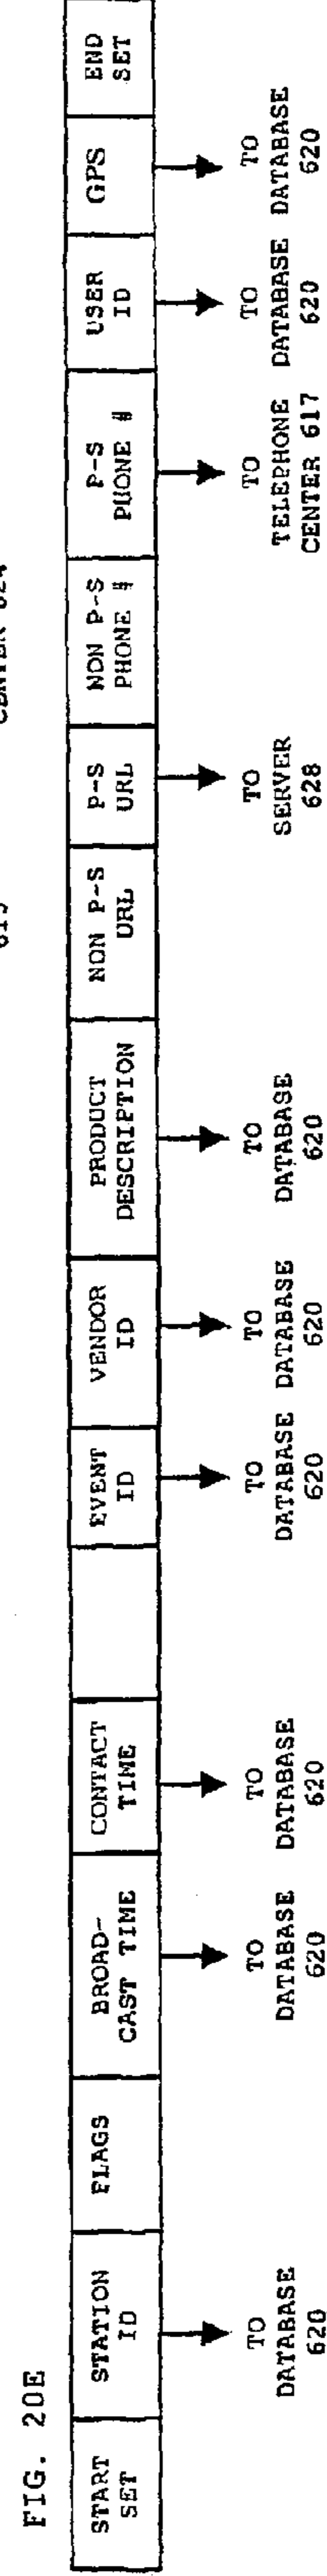 619
FIG. 20E
START
SET
STATION
ID
FLAGS
BROAD-
CAST TIME
CONTACT
TIME
EVENT
ID
VENDOR
ID
PRODUCT
DESCRIPTION
NON P-S
URL
P-S
URL
NON P-S
PHONE #
P-S
PHONE #
USER
ID
GPS
END
SET
TO
DATABASE
620
TO
DATABASE
620
TO
DATABASE
620
TO
DATABASE
620
TO
DATABASE
620
TO
DATABASE
620
TO
SERVER
628
TO
TELEPHONE
CENTER 617
TO
DATABASE
620
TO
DATABASE
620